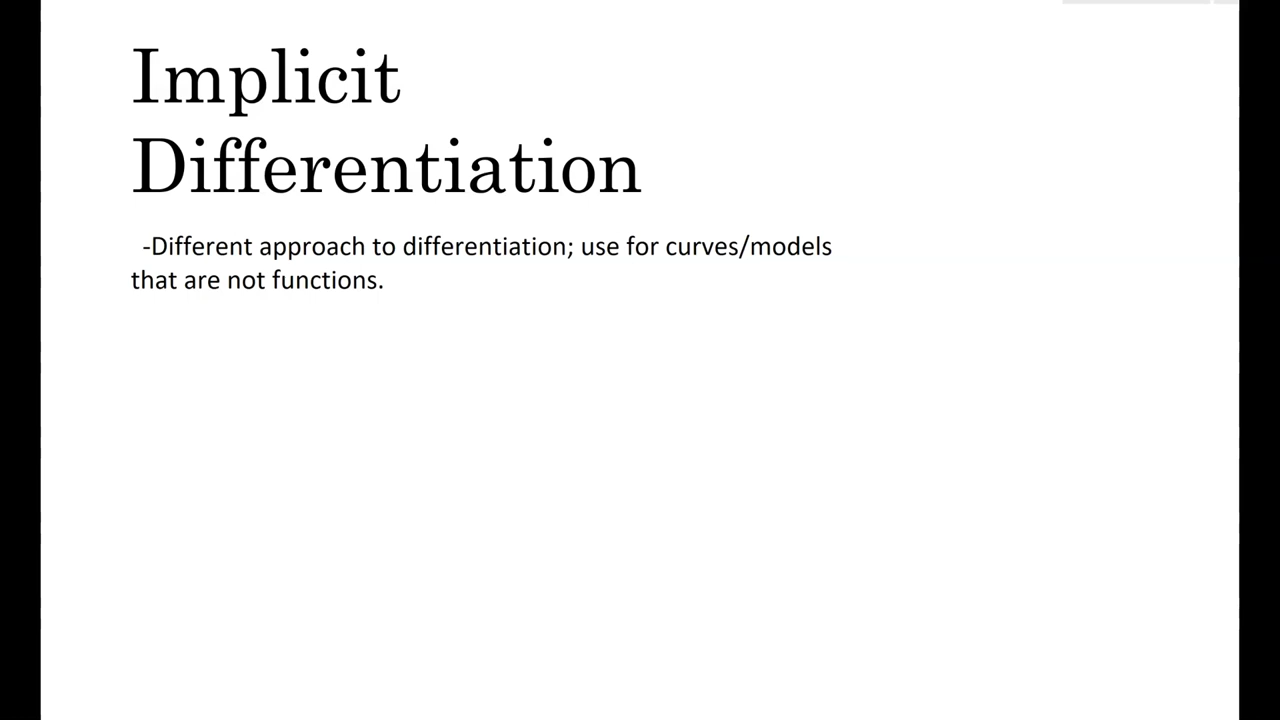 Implicit
Differentiation
-Different approach to differentiation; use for curves/models
that are not functions.